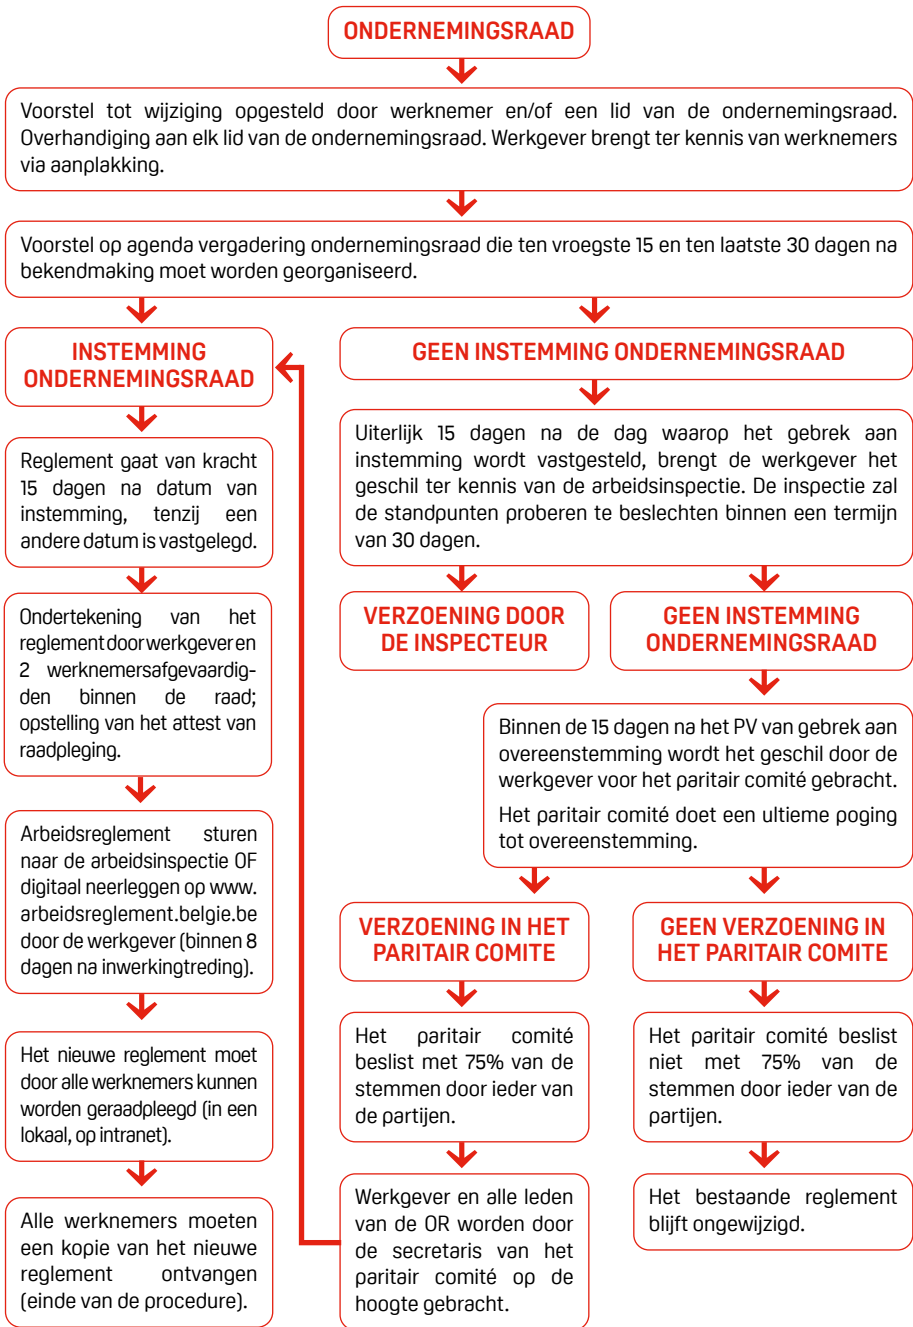 ONDERNEMINGSRAAD
Voorstel tot wijziging opgesteld door werknemer en/of een lid van de ondernemingsraad.
Overhandiging aan elk lid van de ondernemingsraad. Werkgever brengt ter kennis van werknemers
via aanplakking.
Voorstel op agenda vergadering ondernemingsraad die ten vroegste 15 en ten laatste 30 dagen na
bekendmaking moet worden georganiseerd.
INSTEMMING
ONDERNEMINGSRAAD
Reglement gaat van kracht
15 dagen na datum van
instemming, tenzij een
andere datum is vastgelegd.
Ondertekening van het
reglement door werkgever en
2 werknemersafgevaardig-
den binnen de raad;
opstelling van het attest van
raadpleging.
Arbeidsreglement sturen
naar de arbeidsinspectie OF
digitaal neerleggen op www.
arbeidsreglement.belgie.be
door de werkgever (binnen 8
dagen na inwerkingtreding).
Het nieuwe reglement moet
door alle werknemers kunnen
worden geraadpleegd (in een
lokaal, op intranet).
Alle werknemers moeten
een kopie van het nieuwe
reglement ontvangen
(einde van de procedure).
GEEN INSTEMMING ONDERNEMINGSRAAD
Uiterlijk 15 dagen na de dag waarop het gebrek aan
instemming wordt vastgesteld, brengt de werkgever het
geschil ter kennis van de arbeidsinspectie. De inspectie zal
de standpunten proberen te beslechten binnen een termijn
van 30 dagen.
VERZOENING DOOR
DE INSPECTEUR
GEEN INSTEMMING
ONDERNEMINGSRAAD
Binnen de 15 dagen na het PV van gebrek aan
overeenstemming wordt het geschil door de
werkgever voor het paritair comité gebracht.
Het paritair comité doet een ultieme poging
tot overeenstemming.
VERZOENING IN HET
PARITAIR COMITE
Het paritair comité
beslist met 75% van de
stemmen door ieder van
de partijen.
Werkgever en alle leden
van de OR worden door
de secretaris van het
paritair comité op de
hoogte gebracht.
GEEN VERZOENING IN
HET PARITAIR COMITE
Het paritair comité beslist
niet met 75% van de
stemmen door ieder van de
partijen.
Het bestaande reglement
blijft ongewijzigd.